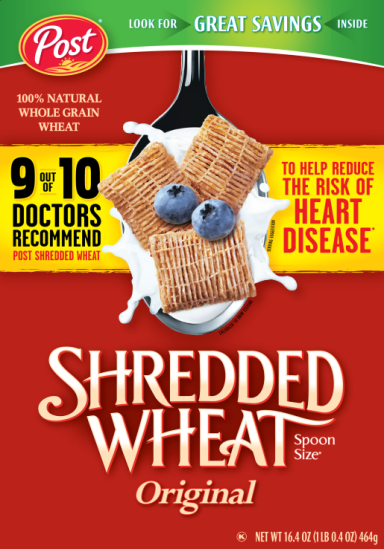 LOOK FOR GREAT SAVINGS INSIDE
Post®
100% NATURAL
WHOLE GRAIN
WHEAT
9 OUT OF 10
DOCTORS
RECOMMEND
POST SHREDDED WHEAT
TO HELP REDUCE
THE RISK OF
HEART
DISEASE*
SHREDDED
WHEAT
Spoon
Size®
Original
K NET WT 16.4 OZ (1 LB 0.4 OZ) 464g